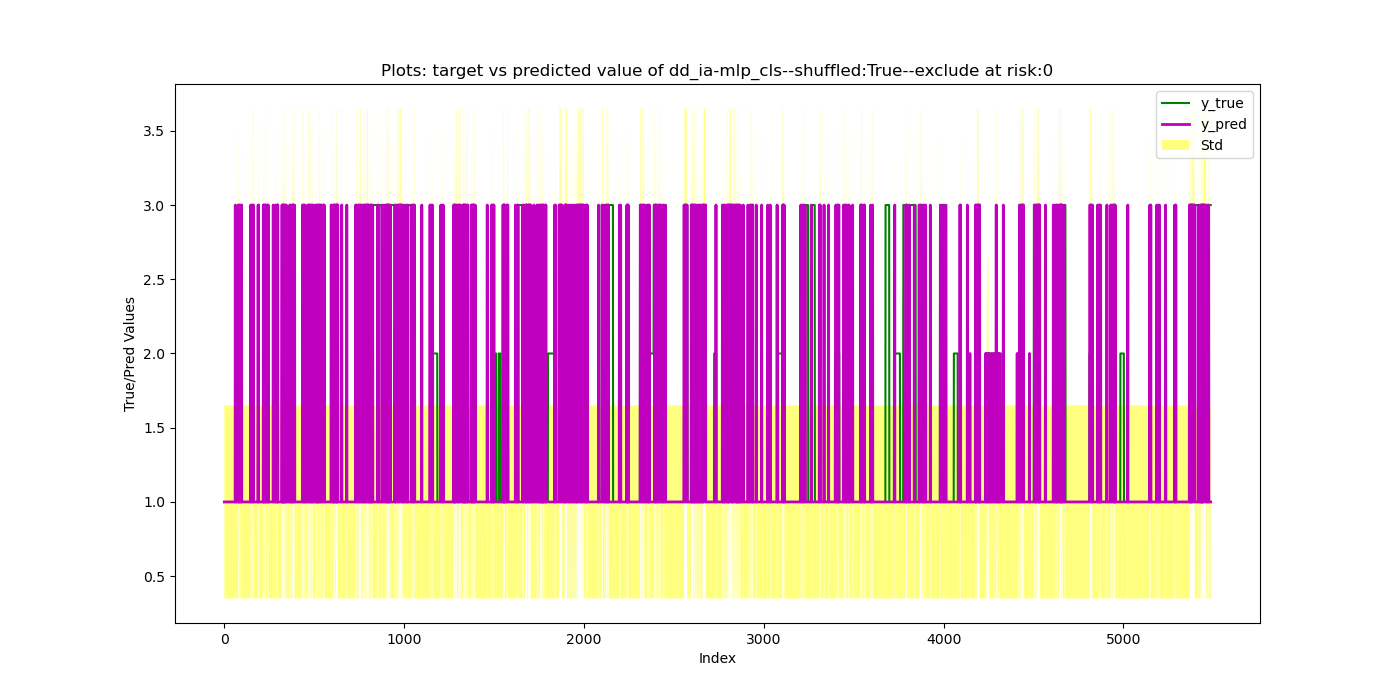 Plots: target vs predicted value of dd_ia-mlp_cls--shuffled:True--exclude at risk:0
y_true
y_pred
Std
3.5
3.0
2.5
2.0
1.5
1.0
0.5
True/Pred Values
0 1000 2000 3000 4000 5000
Index